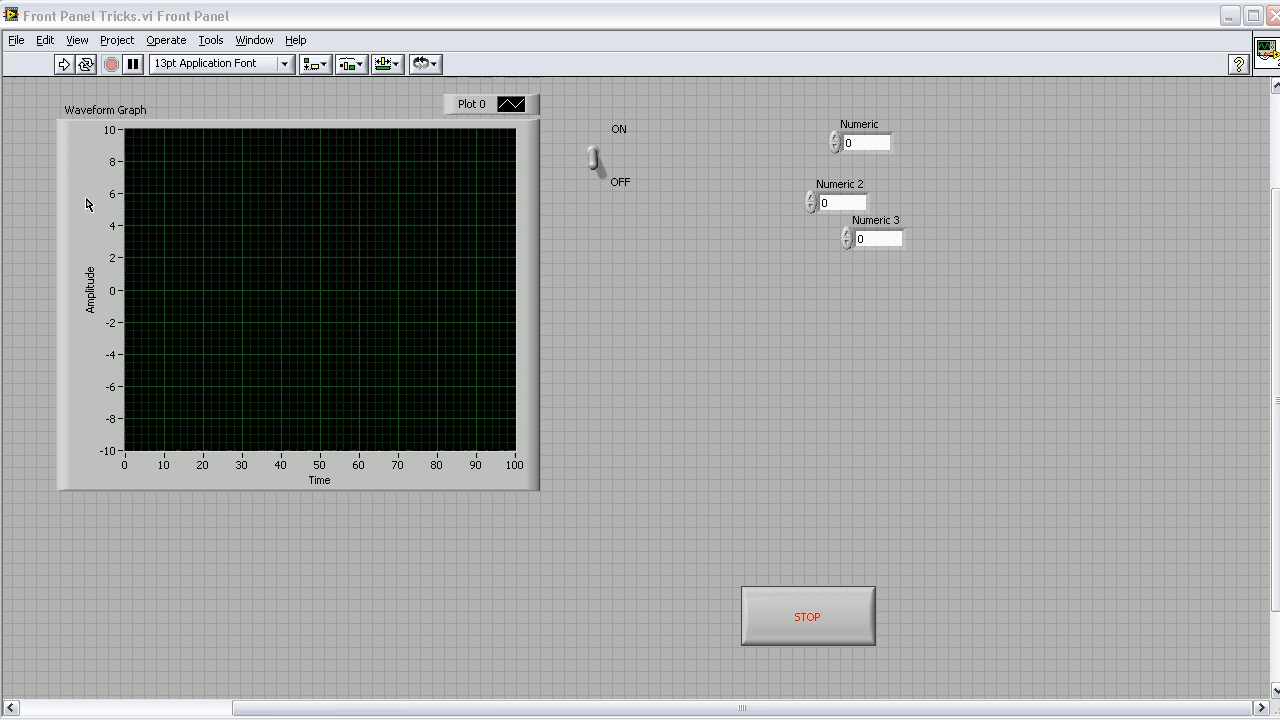 Front Panel Tricks.vi Front Panel
File Edit View Project Operate Tools Window Help
13pt Application Font
?
Waveform Graph
Plot 0
10
8
6
4
2
0
-2
-4
-6
-8
-10
Amplitude
0 10 20 30 40 50 60 70 80 90 100
Time
ON
OFF
Numeric
0
Numeric 2
0
Numeric 3
0
STOP